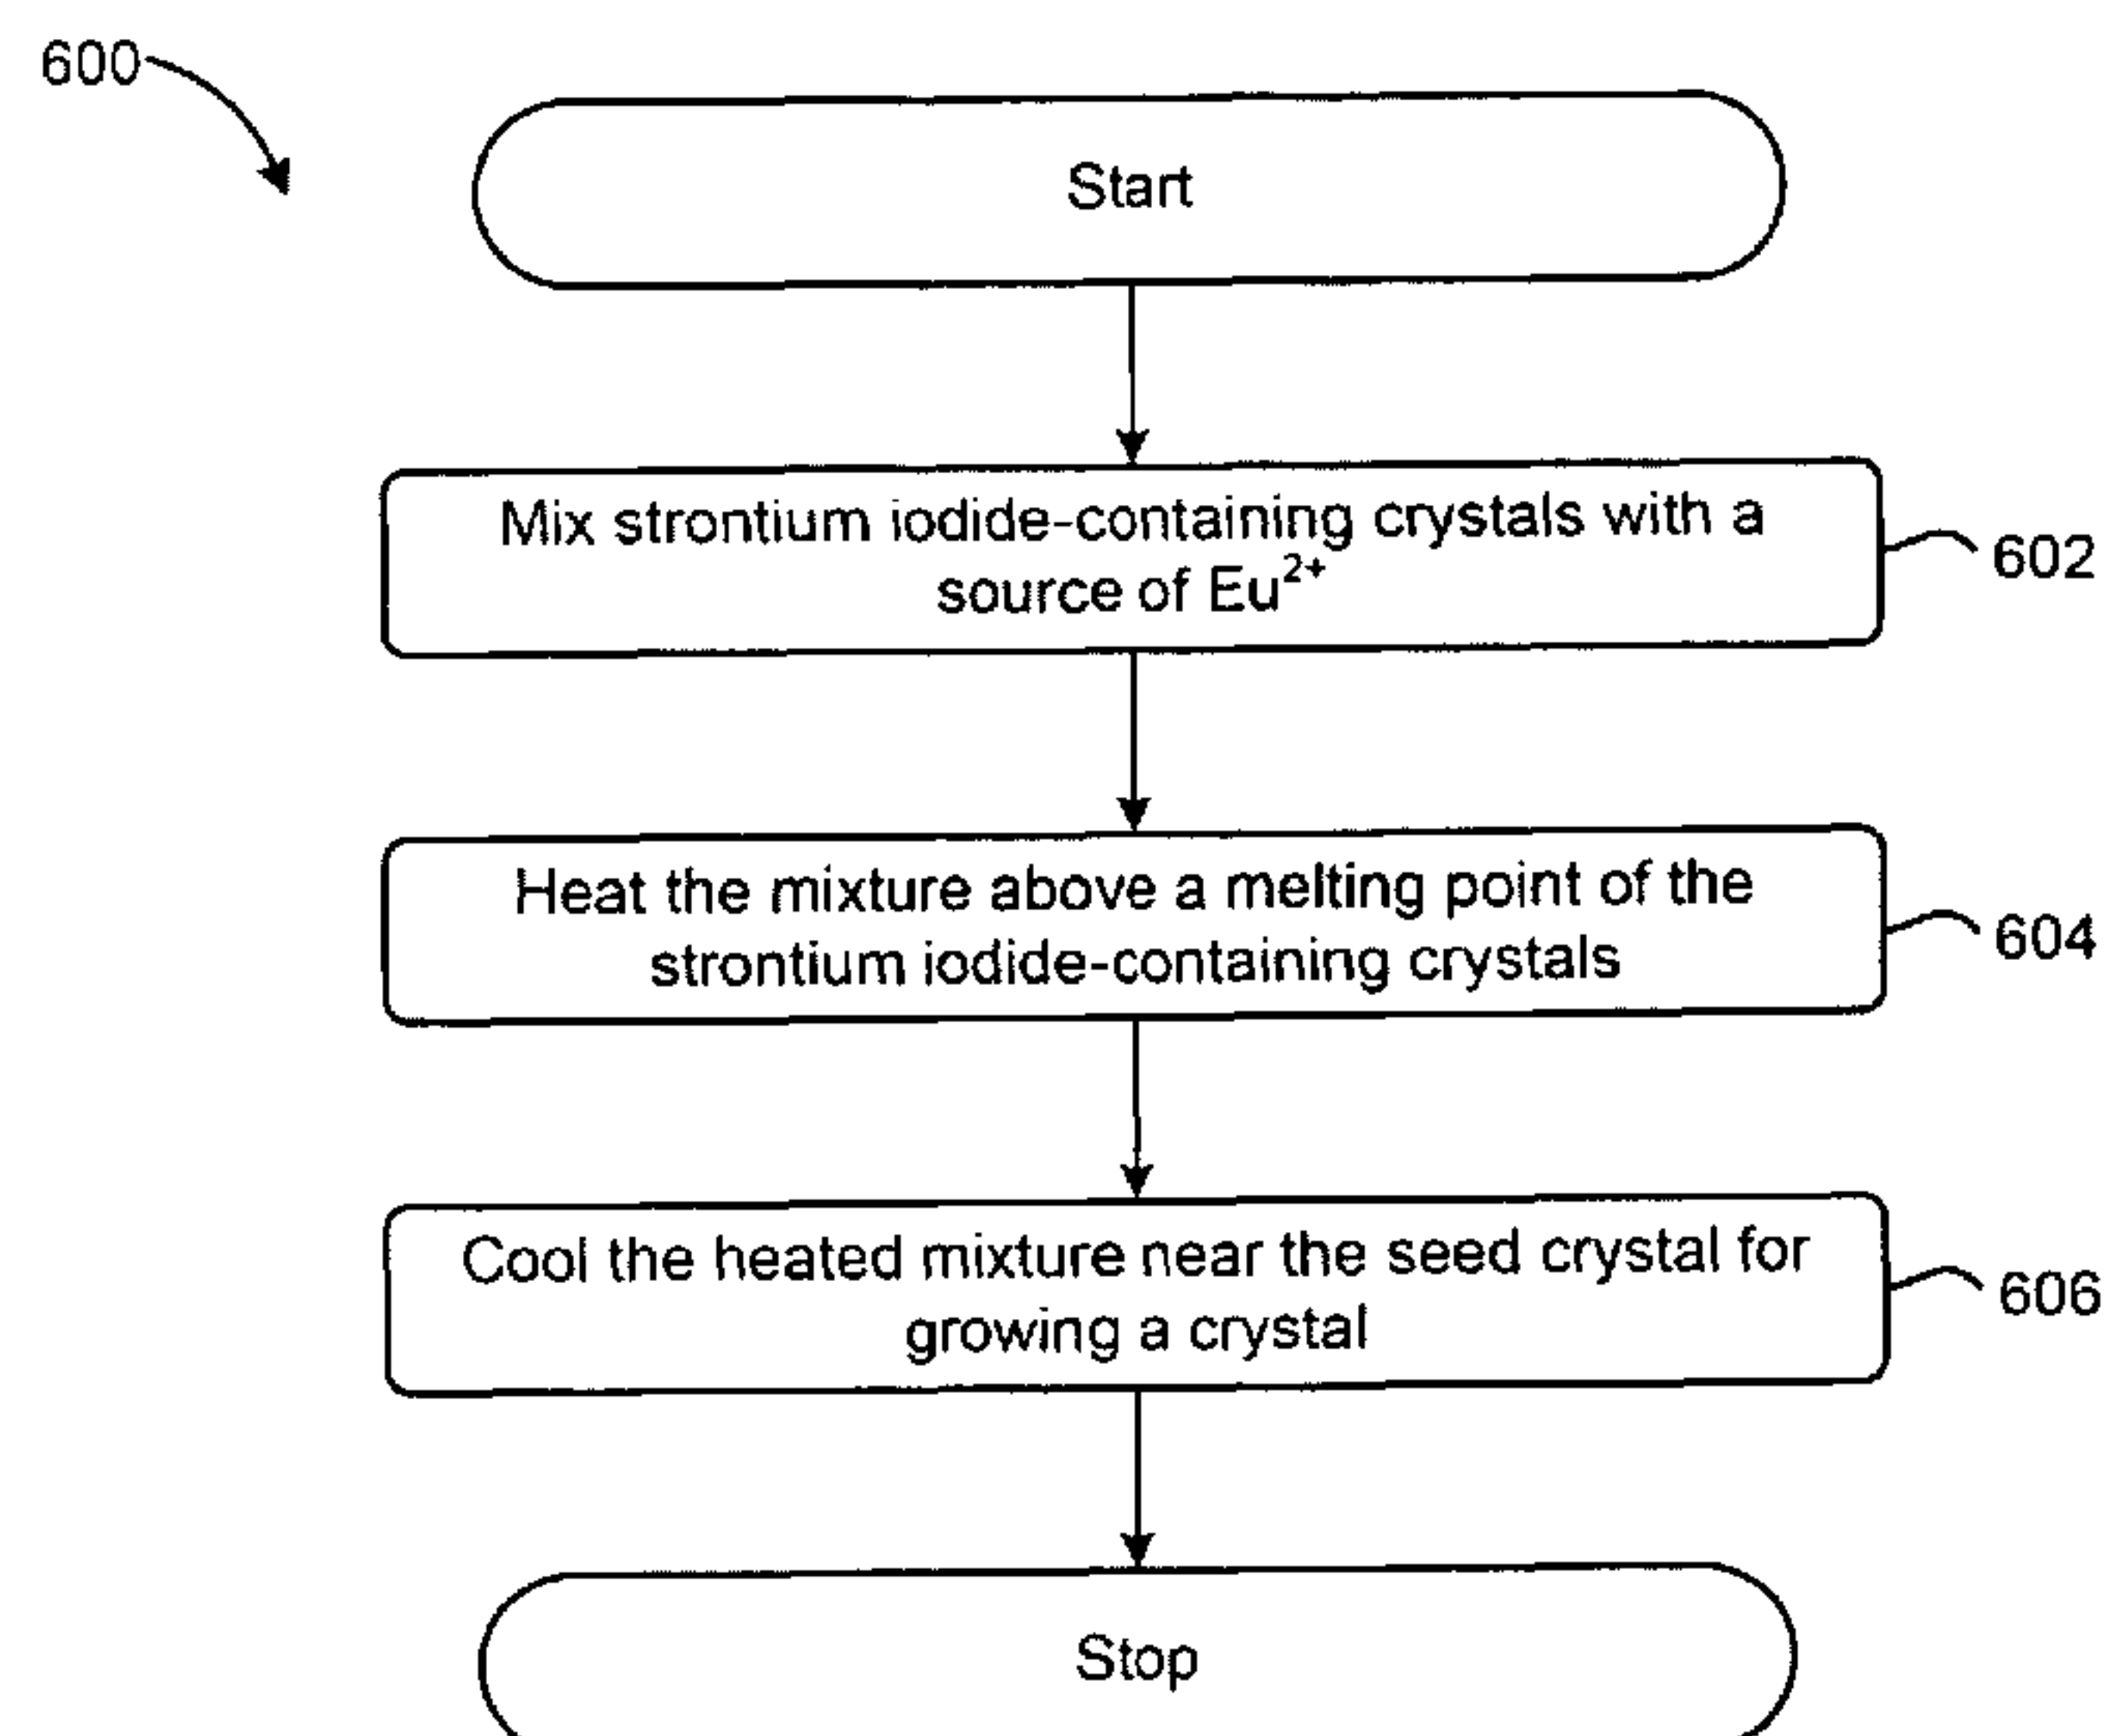 600
Start
Mix strontium iodide-containing crystals with a
source of Eu²⁺
602
Heat the mixture above a melting point of the
strontium iodide-containing crystals
604
Cool the heated mixture near the seed crystal for
growing a crystal
606
Stop